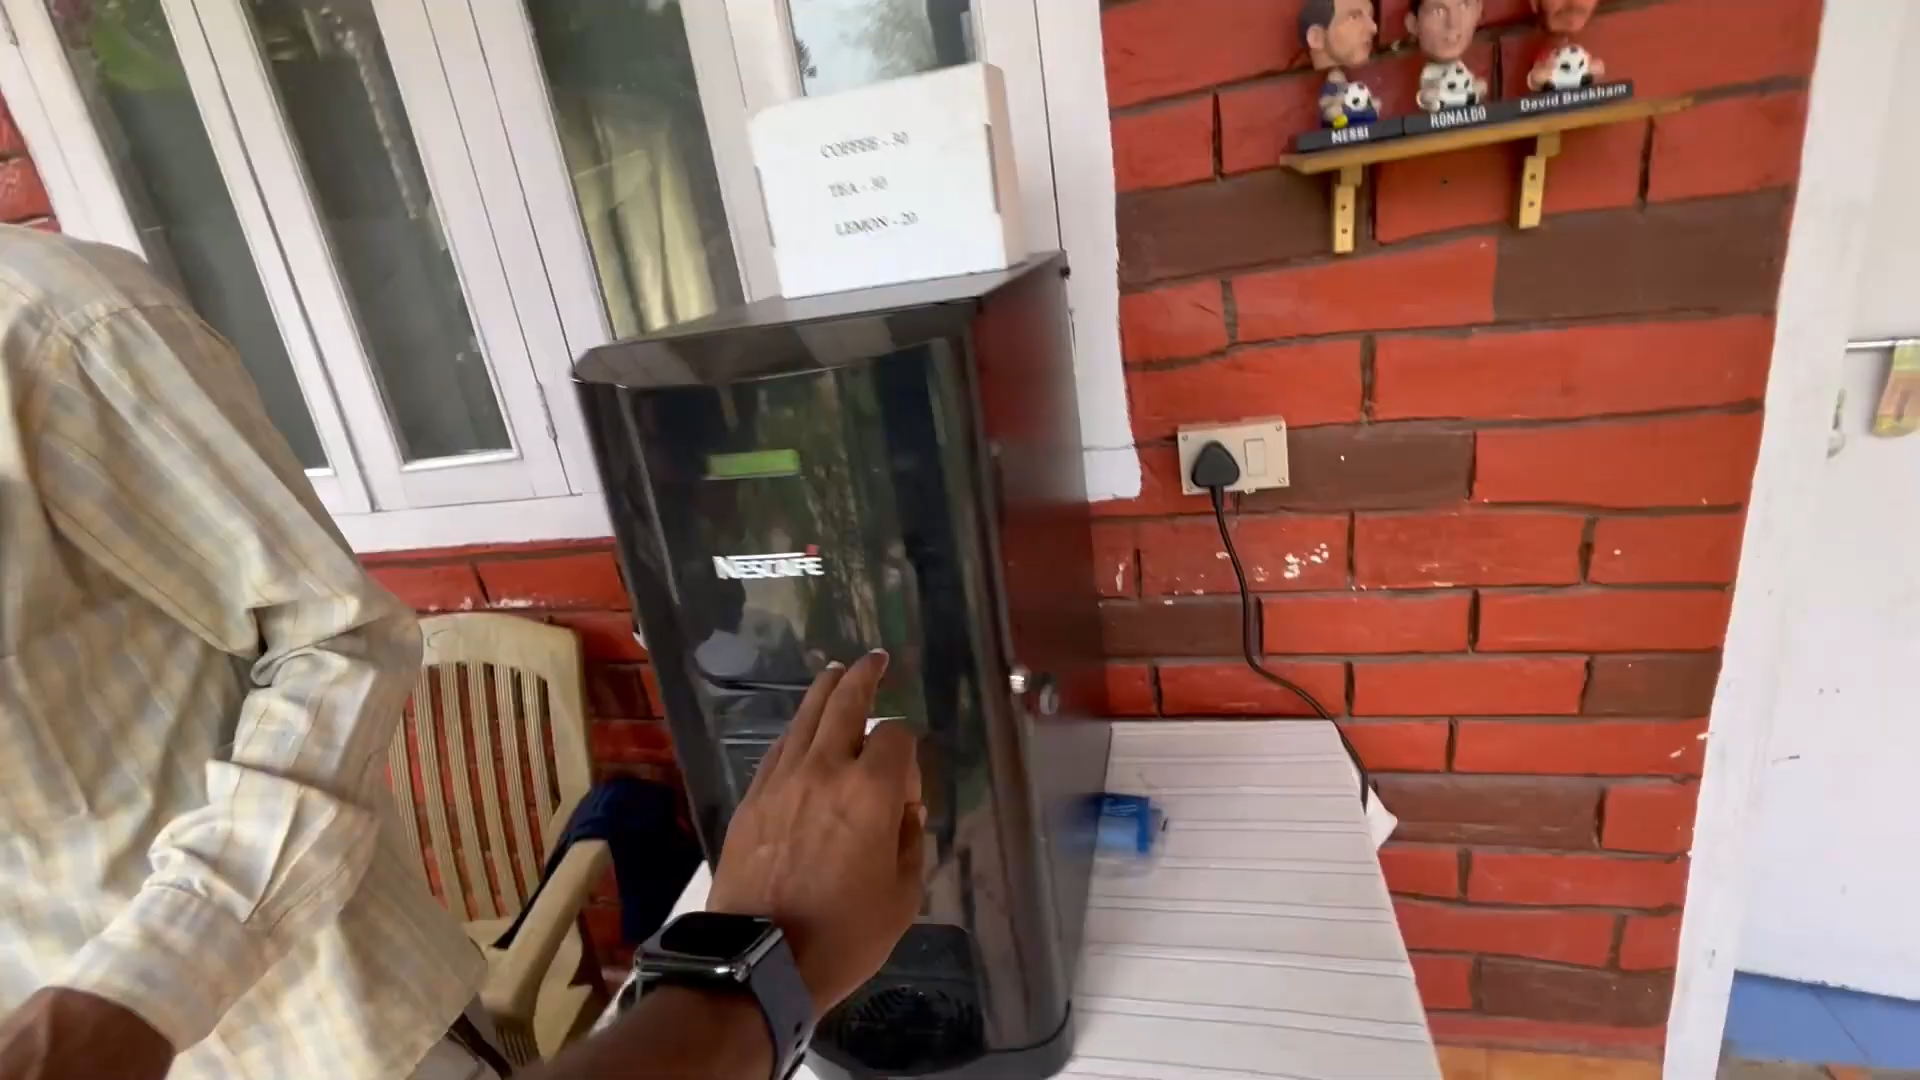 COFFEE - 30
TEA - 30
LEMON - 20
MESSI
RONALDO
David Beckham
NESCAFÉ